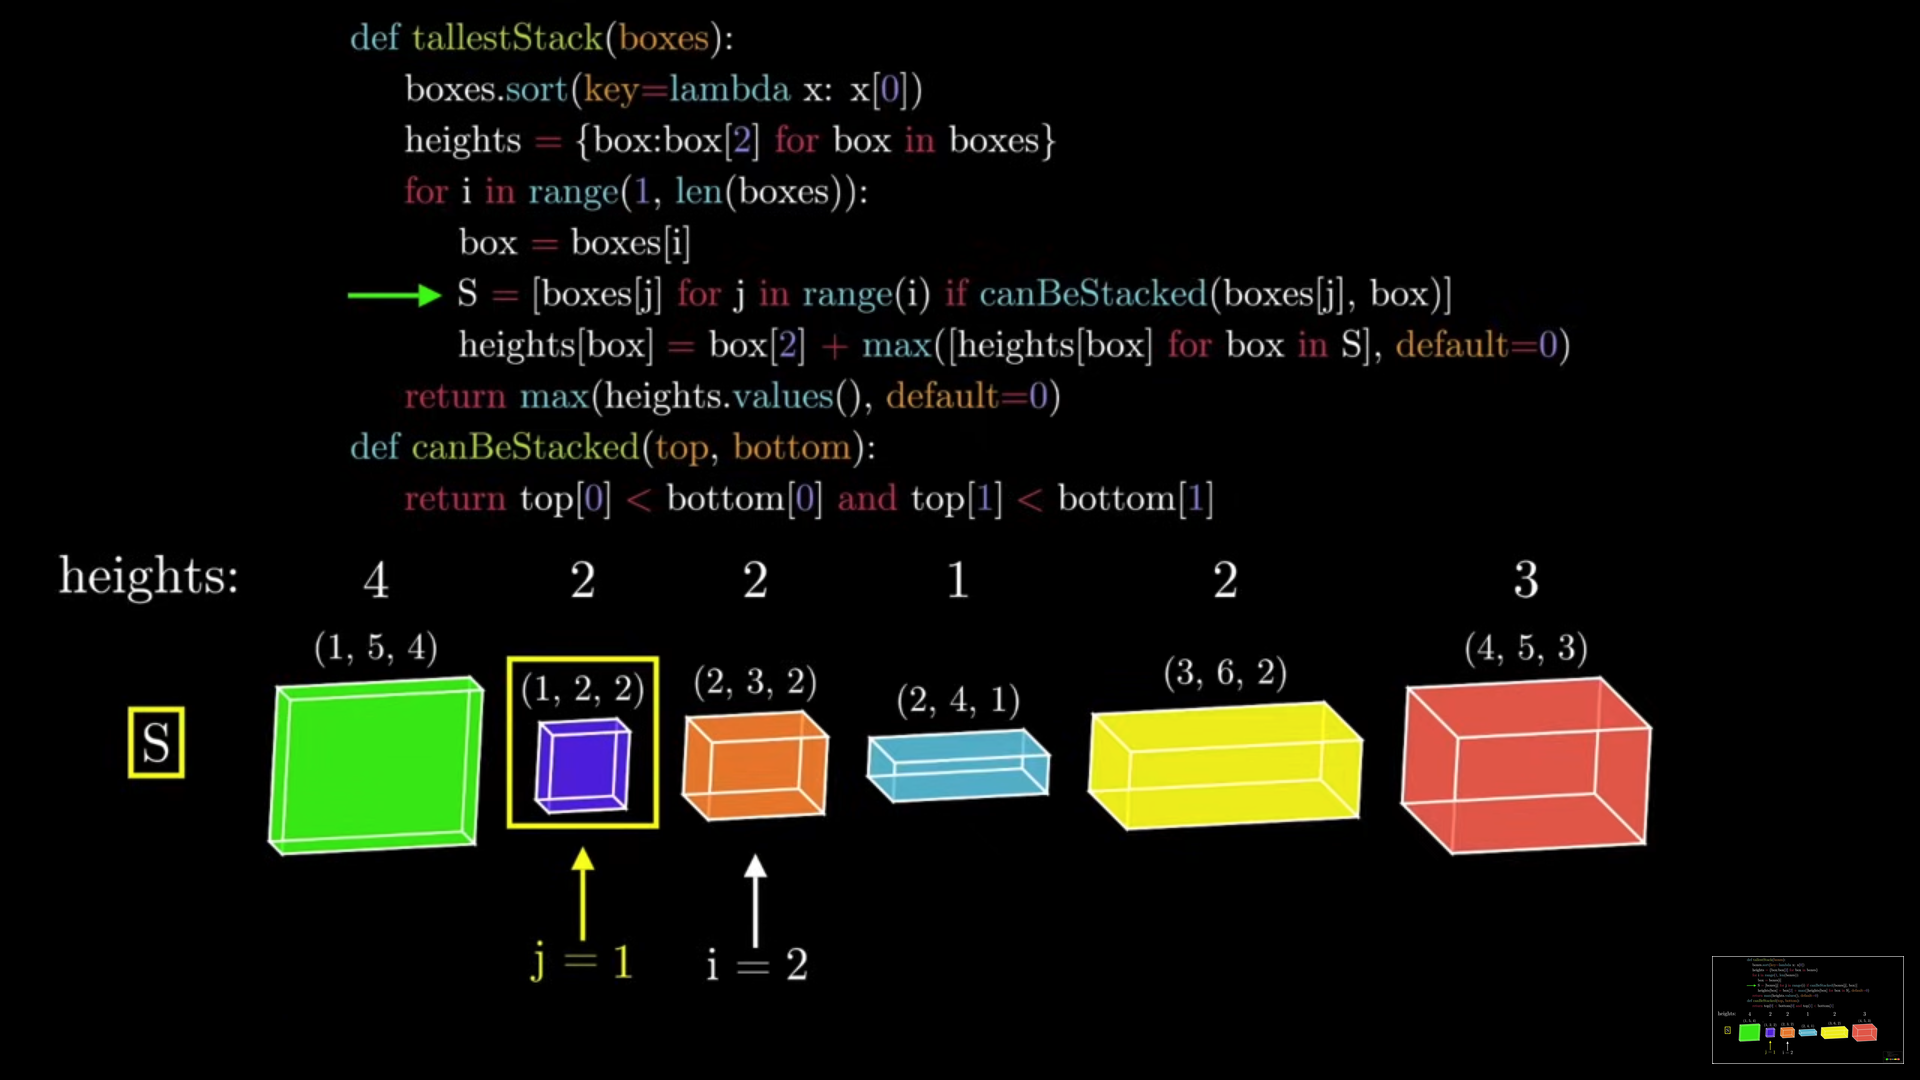 def tallestStack(boxes):
boxes.sort(key=lambda x: x[0])
heights = {box:box[2] for box in boxes}
for i in range(1, len(boxes)):
box = boxes[i]
S = [boxes[j] for j in range(i) if canBeStacked(boxes[j], box)]
heights[box] = box[2] + max([heights[box] for box in S], default=0)
return max(heights.values(), default=0)
def canBeStacked(top, bottom):
return top[0] < bottom[0] and top[1] < bottom[1]
heights: 4 2 2 1 2 3
(1, 5, 4) (1, 2, 2) (2, 3, 2) (2, 4, 1) (3, 6, 2) (4, 5, 3)
S
j = 1 i = 2